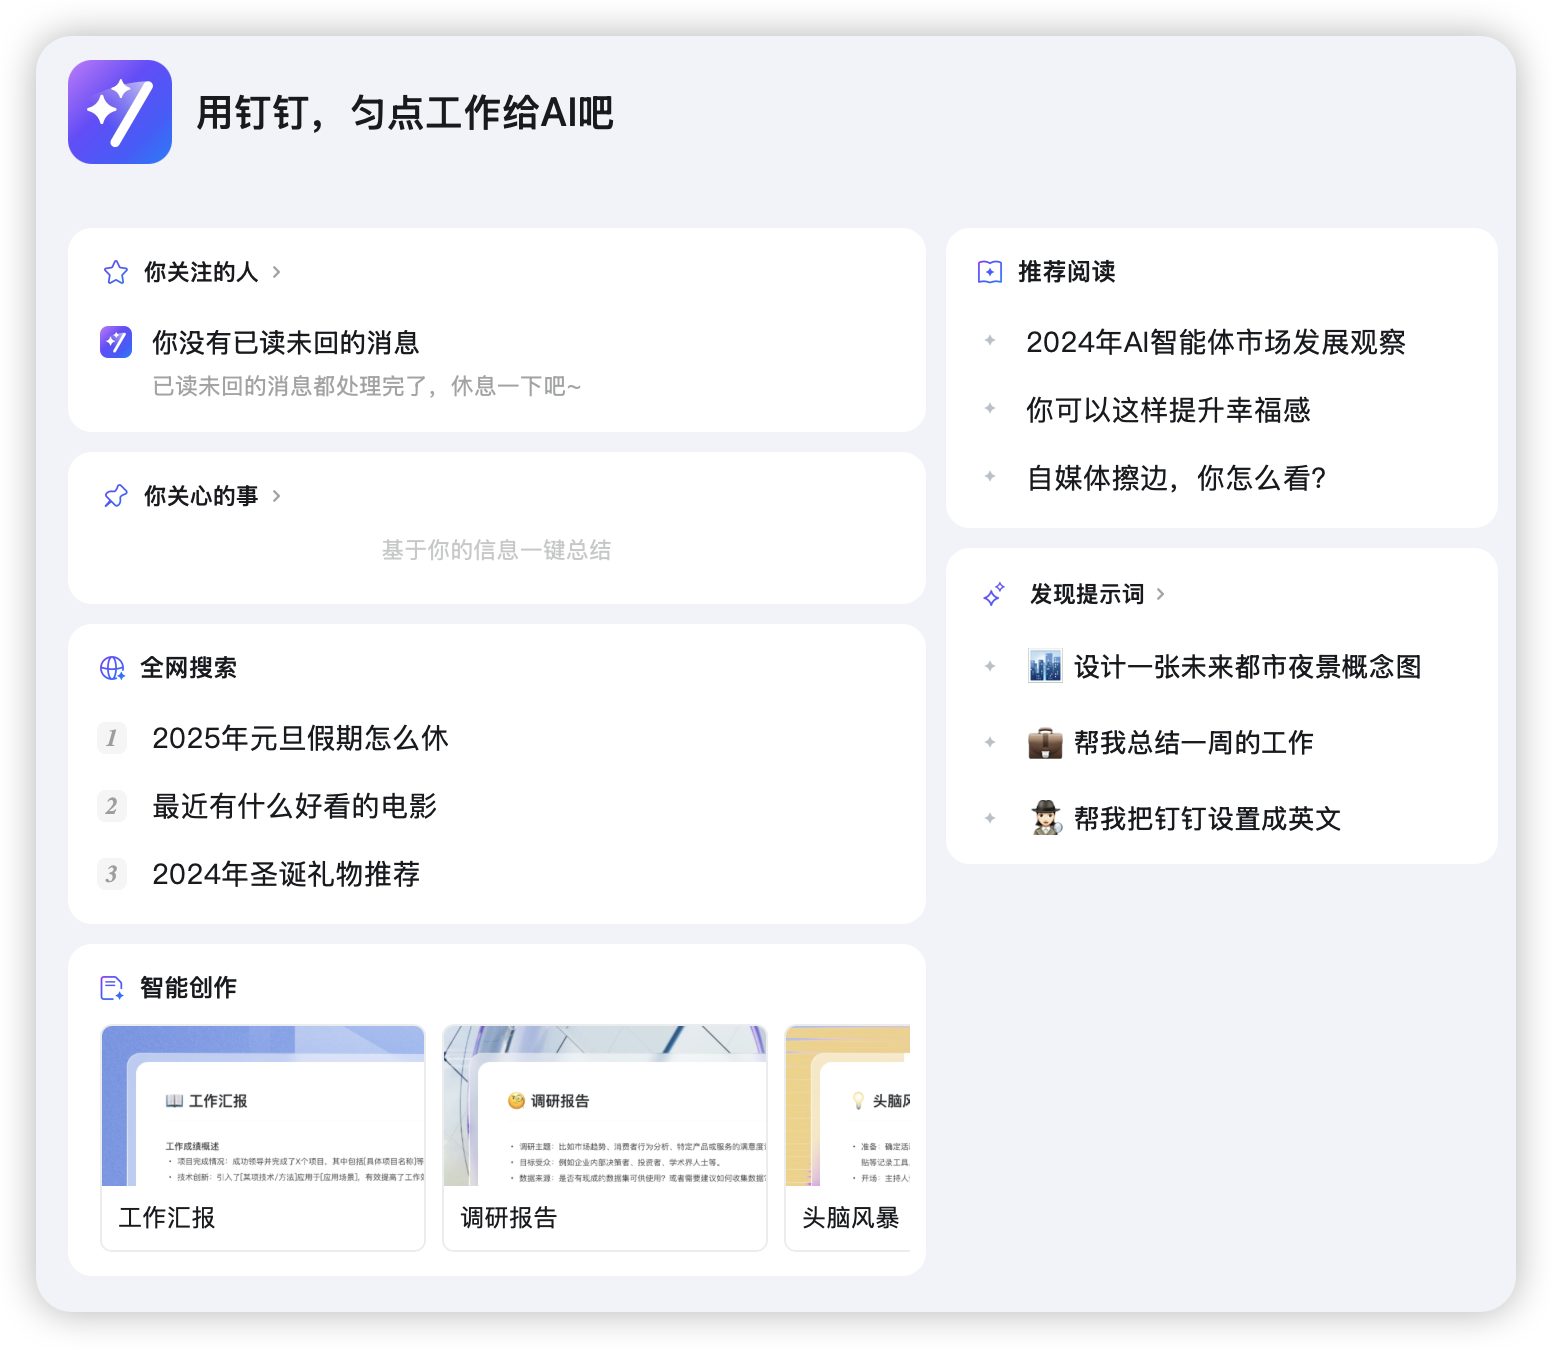 用钉钉，匀点工作给AI吧
你关注的人
你没有已读未回的消息
已读未回的消息都处理完了，休息一下吧~
你关心的事
基于你的信息一键总结
全网搜索
1 2025年元旦假期怎么休
2 最近有什么好看的电影
3 2024年圣诞礼物推荐
智能创作
工作汇报
工作成绩概述
• 项目完成情况：成功领导并完成了X个项目，其中包括[具体项目名称]等
• 技术创新：引入了[某项技术/方法]应用于[应用场景]，有效提高了工作
工作汇报
调研报告
• 调研主题：比如市场趋势、消费者行为分析、特定产品或服务的满意度
• 目标受众：例如企业内部决策者、投资者、学术界人士等。
• 数据来源：是否有现成的数据集可供使用？或者需要建议如何收集数据
调研报告
头脑风
• 准备：确定活
贴等记录工具
• 开场：主持人
头脑风暴
推荐阅读
2024年AI智能体市场发展观察
你可以这样提升幸福感
自媒体擦边，你怎么看？
发现提示词
设计一张未来都市夜景概念图
帮我总结一周的工作
帮我把钉钉设置成英文